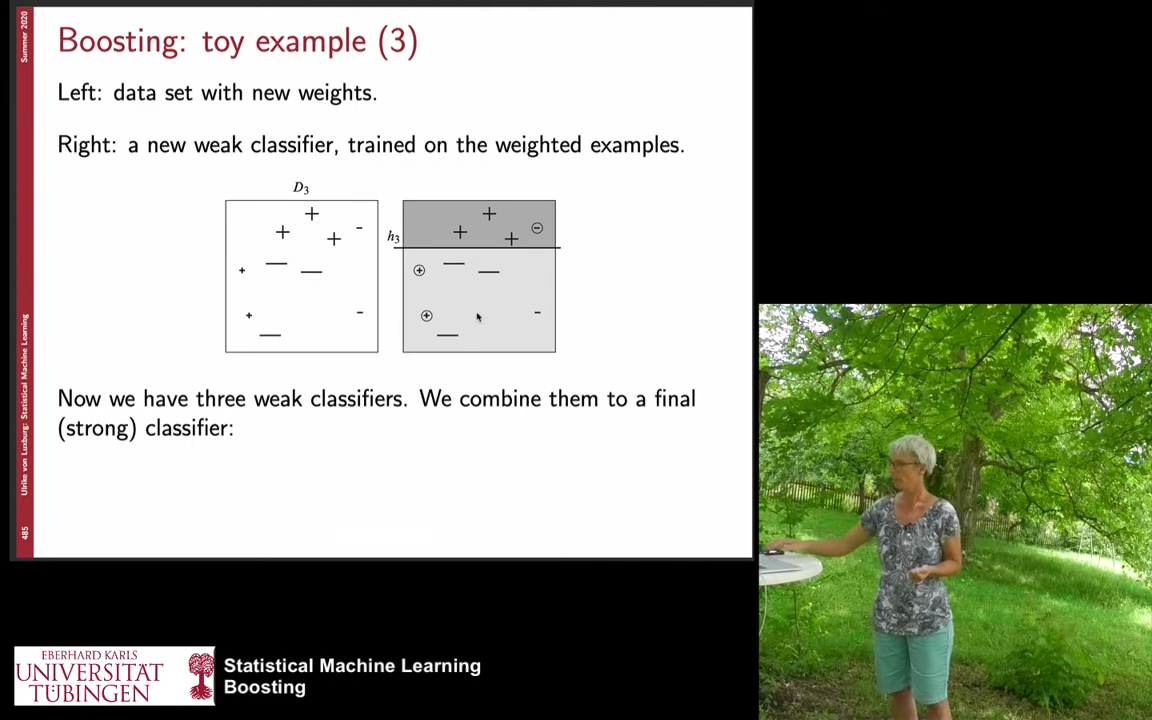 Boosting: toy example (3)
Left: data set with new weights.
Right: a new weak classifier, trained on the weighted examples.
D3
h3
Now we have three weak classifiers. We combine them to a final
(strong) classifier:
Summer 2020
Ulrike von Luxburg: Statistical Machine Learning
485
EBERHARD KARLS
UNIVERSITÄT
TÜBINGEN
Statistical Machine Learning
Boosting